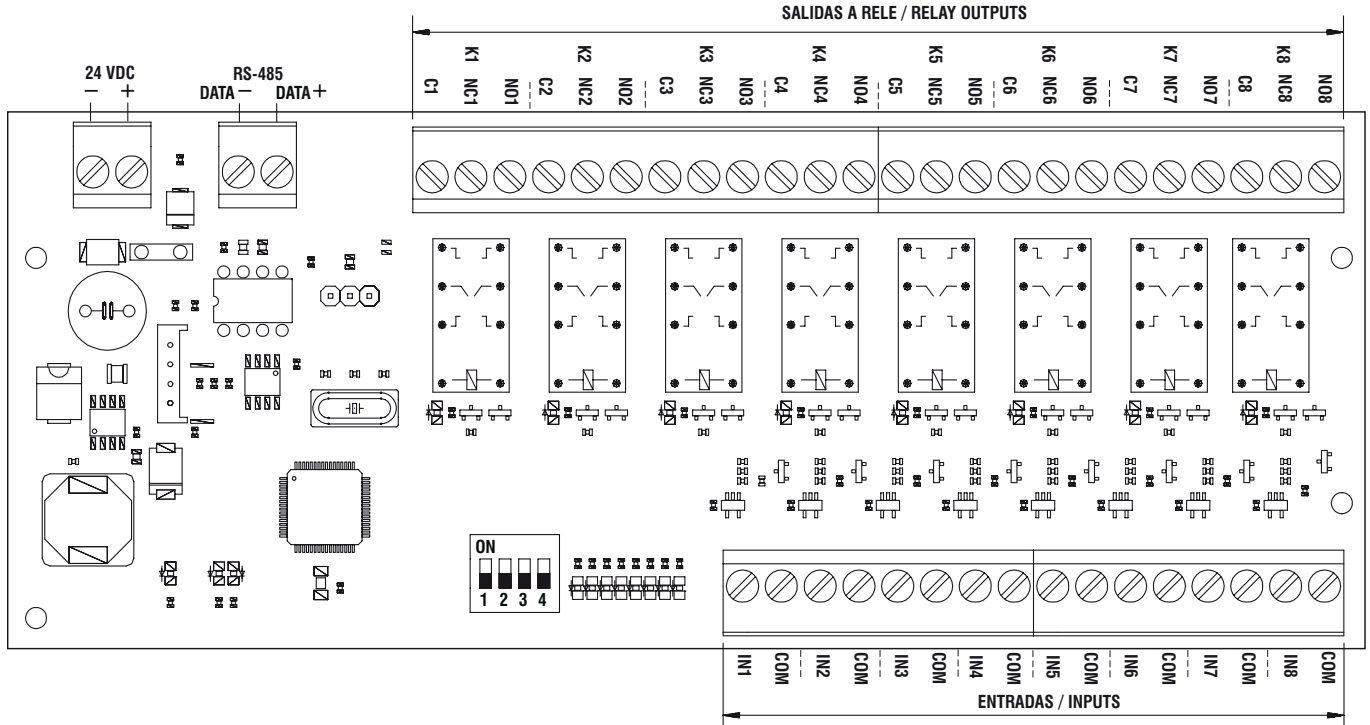 SALIDAS A RELE / RELAY OUTPUTS
K1 K2 K3 K4 K5 K6 K7 K8
24 VDC RS-485
− + DATA − DATA +
C1 NC1 NO1 C2 NC2 NO2 C3 NC3 NO3 C4 NC4 NO4 C5 NC5 NO5 C6 NC6 NO6 C7 NC7 NO7 C8 NC8 NO8
ON
1 2 3 4
IN1 COM IN2 COM IN3 COM IN4 COM IN5 COM IN6 COM IN7 COM IN8 COM
ENTRADAS / INPUTS